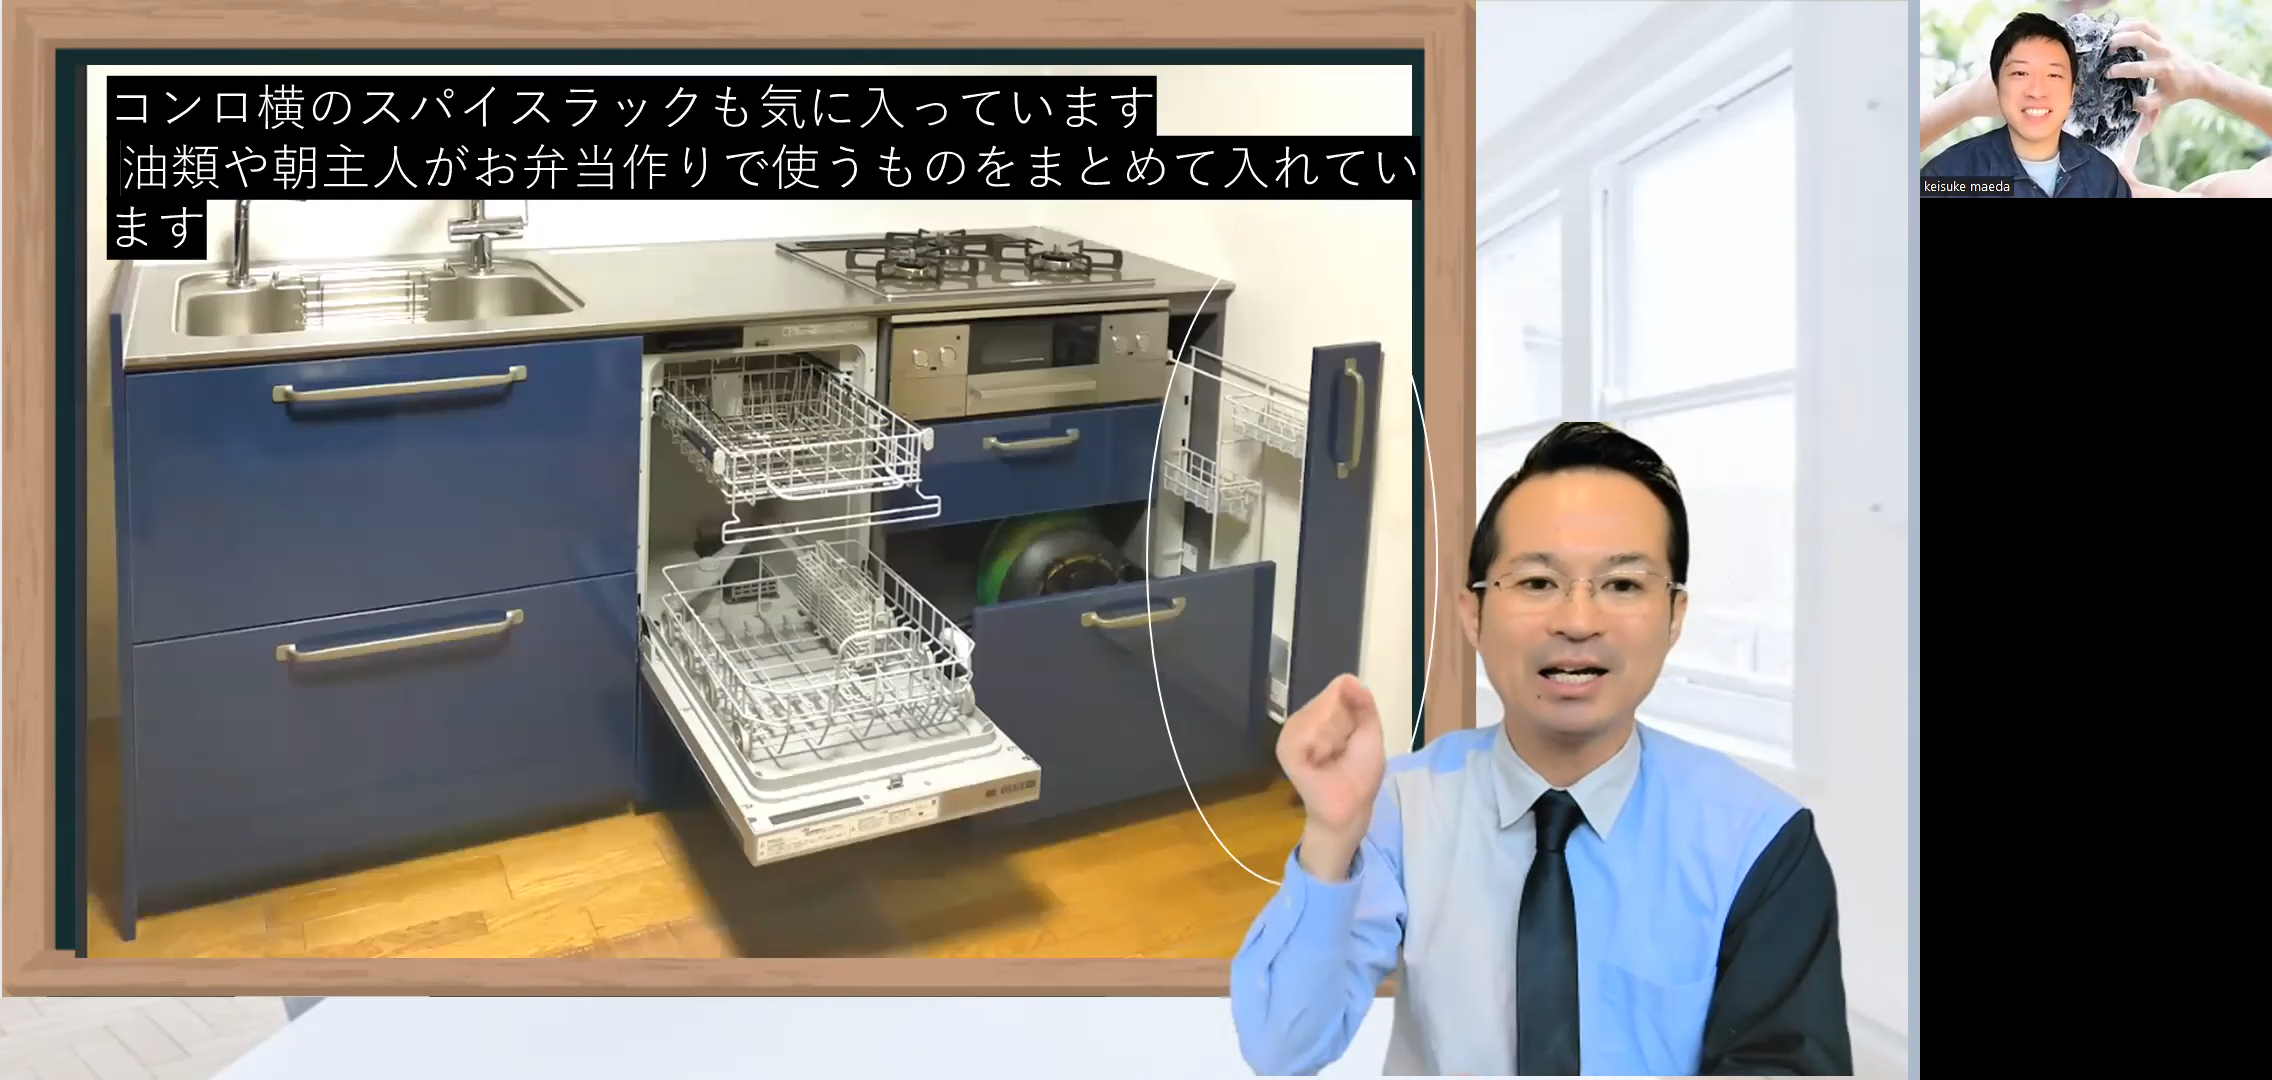 コンロ横のスパイスラックも気に入っています
油類や朝主人がお弁当作りで使うものをまとめて入れてい
ます
keisuke maeda